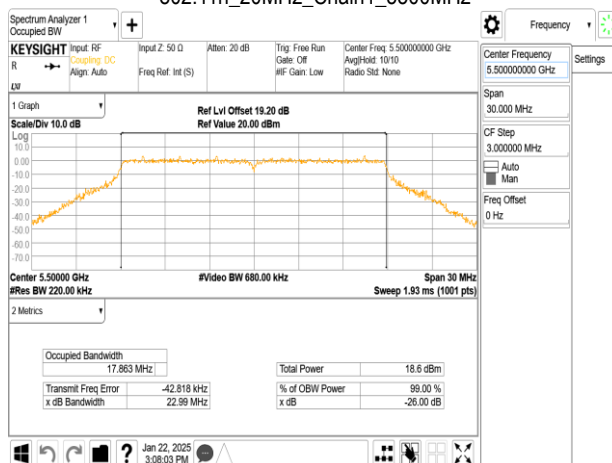 802.11n_20MHz_Chain1_5500MHz
Spectrum Analyzer 1
Occupied BW
Frequency
KEYSIGHT
R
LXI
Input: RF
Coupling: DC
Align: Auto
Input Z: 50 Ω
Freq Ref: Int (S)
Atten: 20 dB
Trig: Free Run
Gate: Off
#IF Gain: Low
Center Freq: 5.500000000 GHz
Avg|Hold: 10/10
Radio Std: None
Center Frequency
5.500000000 GHz
Settings
Span
30.000 MHz
CF Step
3.000000 MHz
Auto
Man
Freq Offset
0 Hz
1 Graph
Scale/Div 10.0 dB
Ref Lvl Offset 19.20 dB
Ref Value 20.00 dBm
Log
10.0
0.00
-10.0
-20.0
-30.0
-40.0
-50.0
-60.0
-70.0
Center 5.50000 GHz
#Video BW 680.00 kHz
Span 30 MHz
#Res BW 220.00 kHz
Sweep 1.93 ms (1001 pts)
2 Metrics
Occupied Bandwidth
17.863 MHz
Total Power 18.6 dBm
Transmit Freq Error -42.818 kHz
% of OBW Power 99.00 %
x dB Bandwidth 22.99 MHz
x dB -26.00 dB
?
Jan 22, 2025
3:08:03 PM